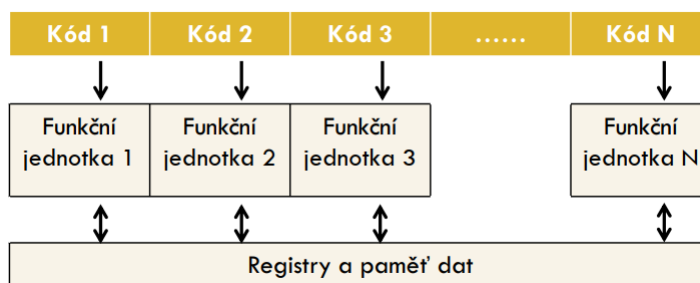 Kód 1 Kód 2 Kód 3 ...... Kód N
Funkční Funkční Funkční Funkční
jednotka 1 jednotka 2 jednotka 3 jednotka N
Registry a paměť dat